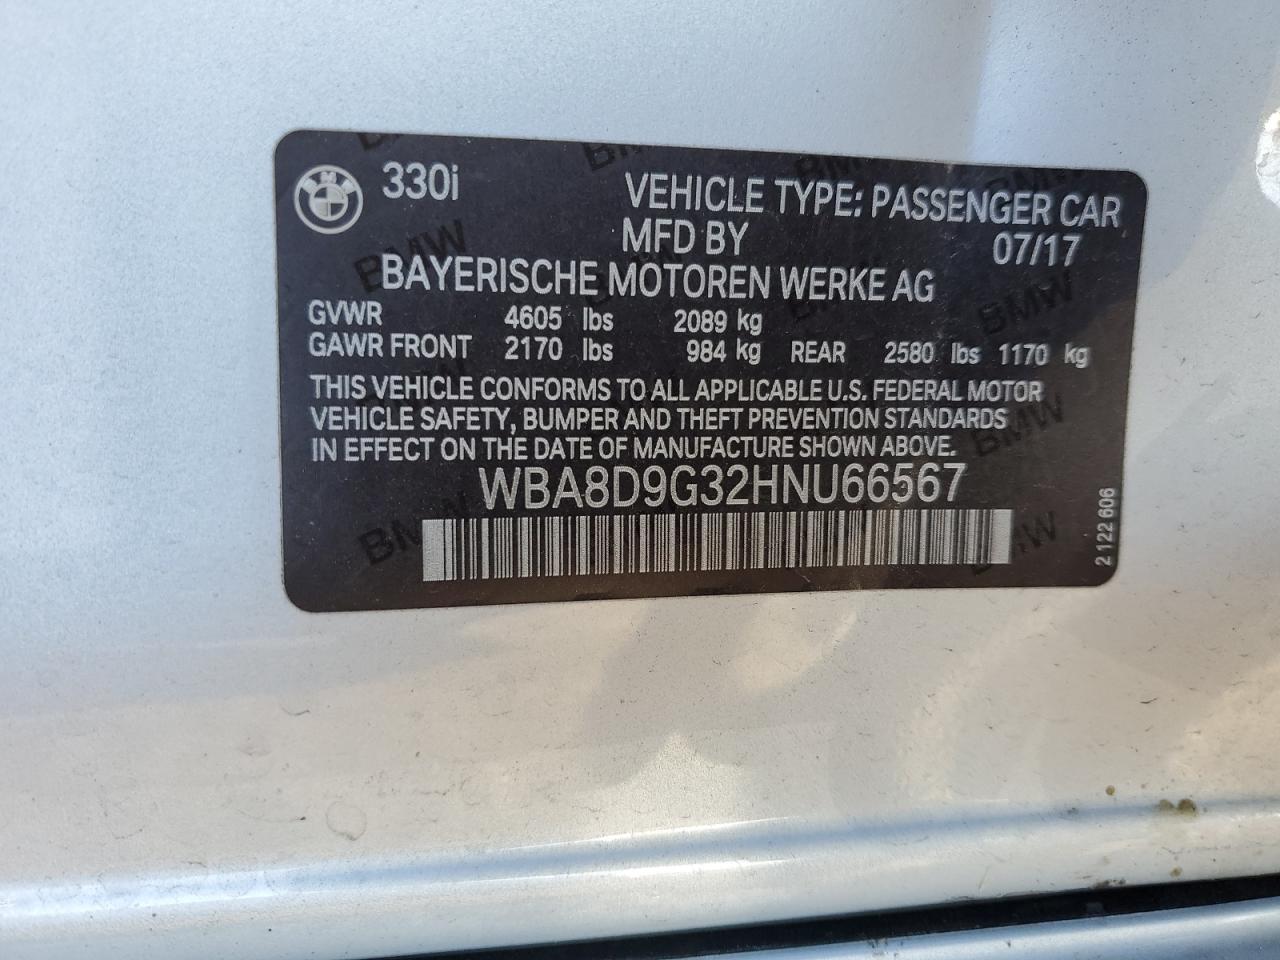 330i
VEHICLE TYPE: PASSENGER CAR
MFD BY 07/17
BAYERISCHE MOTOREN WERKE AG
GVWR 4605 lbs 2089 kg
GAWR FRONT 2170 lbs 984 kg REAR 2580 lbs 1170 kg
THIS VEHICLE CONFORMS TO ALL APPLICABLE U.S. FEDERAL MOTOR
VEHICLE SAFETY, BUMPER AND THEFT PREVENTION STANDARDS
IN EFFECT ON THE DATE OF MANUFACTURE SHOWN ABOVE.
WBA8D9G32HNU66567
2 122 606